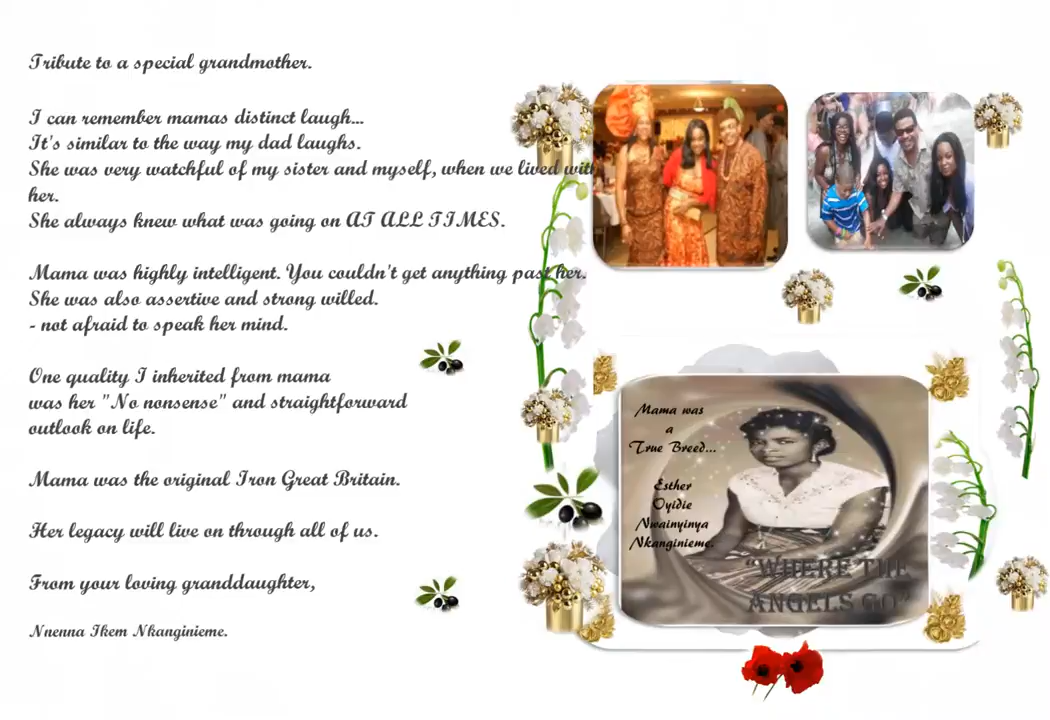 Tribute to a special grandmother.
I can remember mamas distinct laugh...
It's similar to the way my dad laughs.
She was very watchful of my sister and myself, when we lived with
her.
She always knew what was going on AT ALL TIMES.
Mama was highly intelligent. You couldn't get anything past her.
She was also assertive and strong willed.
- not afraid to speak her mind.
One quality I inherited from mama
was her "No nonsense" and straightforward
outlook on life.
Mama was the original Iron Great Britain.
Her legacy will live on through all of us.
From your loving granddaughter,
Nnenna Ikem Nkanginieme.
Mama was
a
True Breed...
Esther
Oyidie
Nwainyinya
Nkanginieme.
"WHERE THE
ANGELS GO"